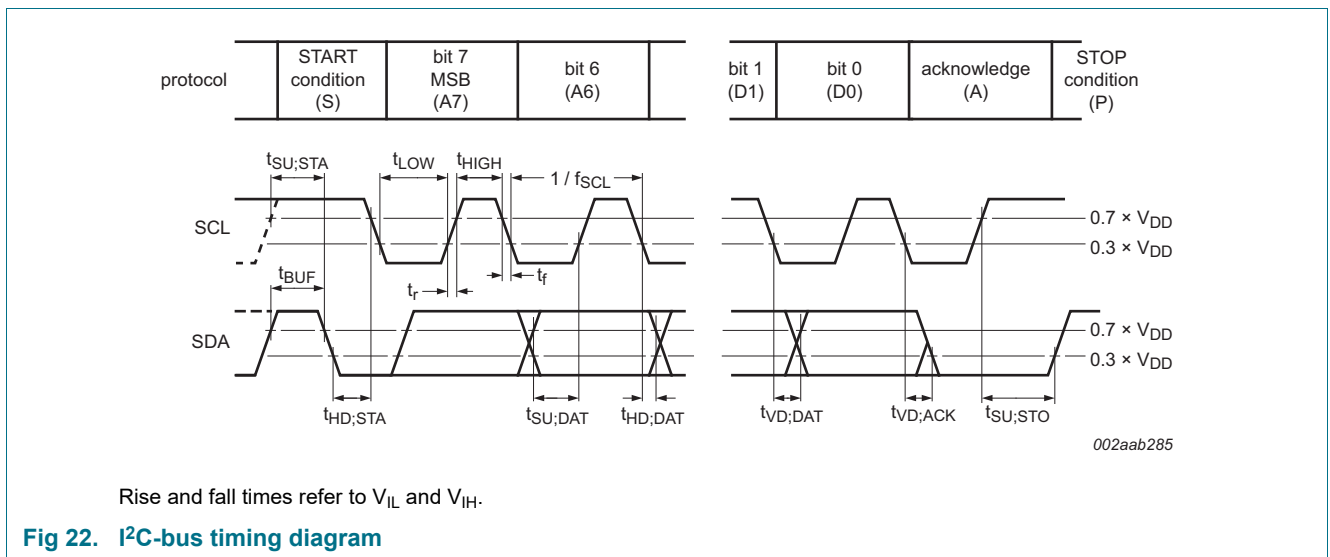 protocol
START
condition
(S)
bit 7
MSB
(A7)
bit 6
(A6)
bit 1
(D1)
bit 0
(D0)
acknowledge
(A)
STOP
condition
(P)
tSU;STA
tLOW
tHIGH
1 / fSCL
SCL
0.7 × VDD
0.3 × VDD
tBUF
tr
tf
SDA
0.7 × VDD
0.3 × VDD
tHD;STA
tSU;DAT
tHD;DAT
tVD;DAT
tVD;ACK
tSU;STO
002aab285
Rise and fall times refer to VIL and VIH.
Fig 22. I²C-bus timing diagram